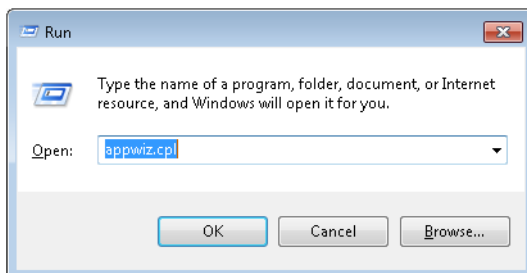 Run
Type the name of a program, folder, document, or Internet
resource, and Windows will open it for you.
Open: appwiz.cpl
OK Cancel Browse...